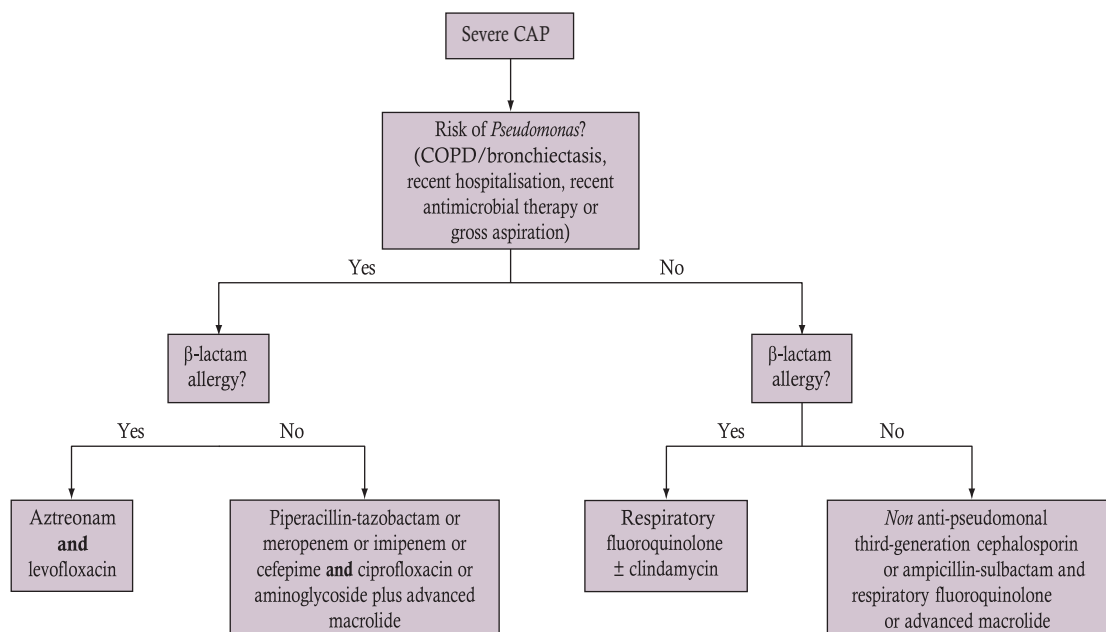 Severe CAP
Risk of Pseudomonas?
(COPD/bronchiectasis,
recent hospitalisation, recent
antimicrobial therapy or
gross aspiration)
Yes
No
β-lactam
allergy?
β-lactam
allergy?
Yes
No
Yes
No
Aztreonam
and
levofloxacin
Piperacillin-tazobactam or
meropenem or imipenem or
cefepime and ciprofloxacin or
aminoglycoside plus advanced
macrolide
Respiratory
fluoroquinolone
± clindamycin
Non anti-pseudomonal
third-generation cephalosporin
or ampicillin-sulbactam and
respiratory fluoroquinolone
or advanced macrolide